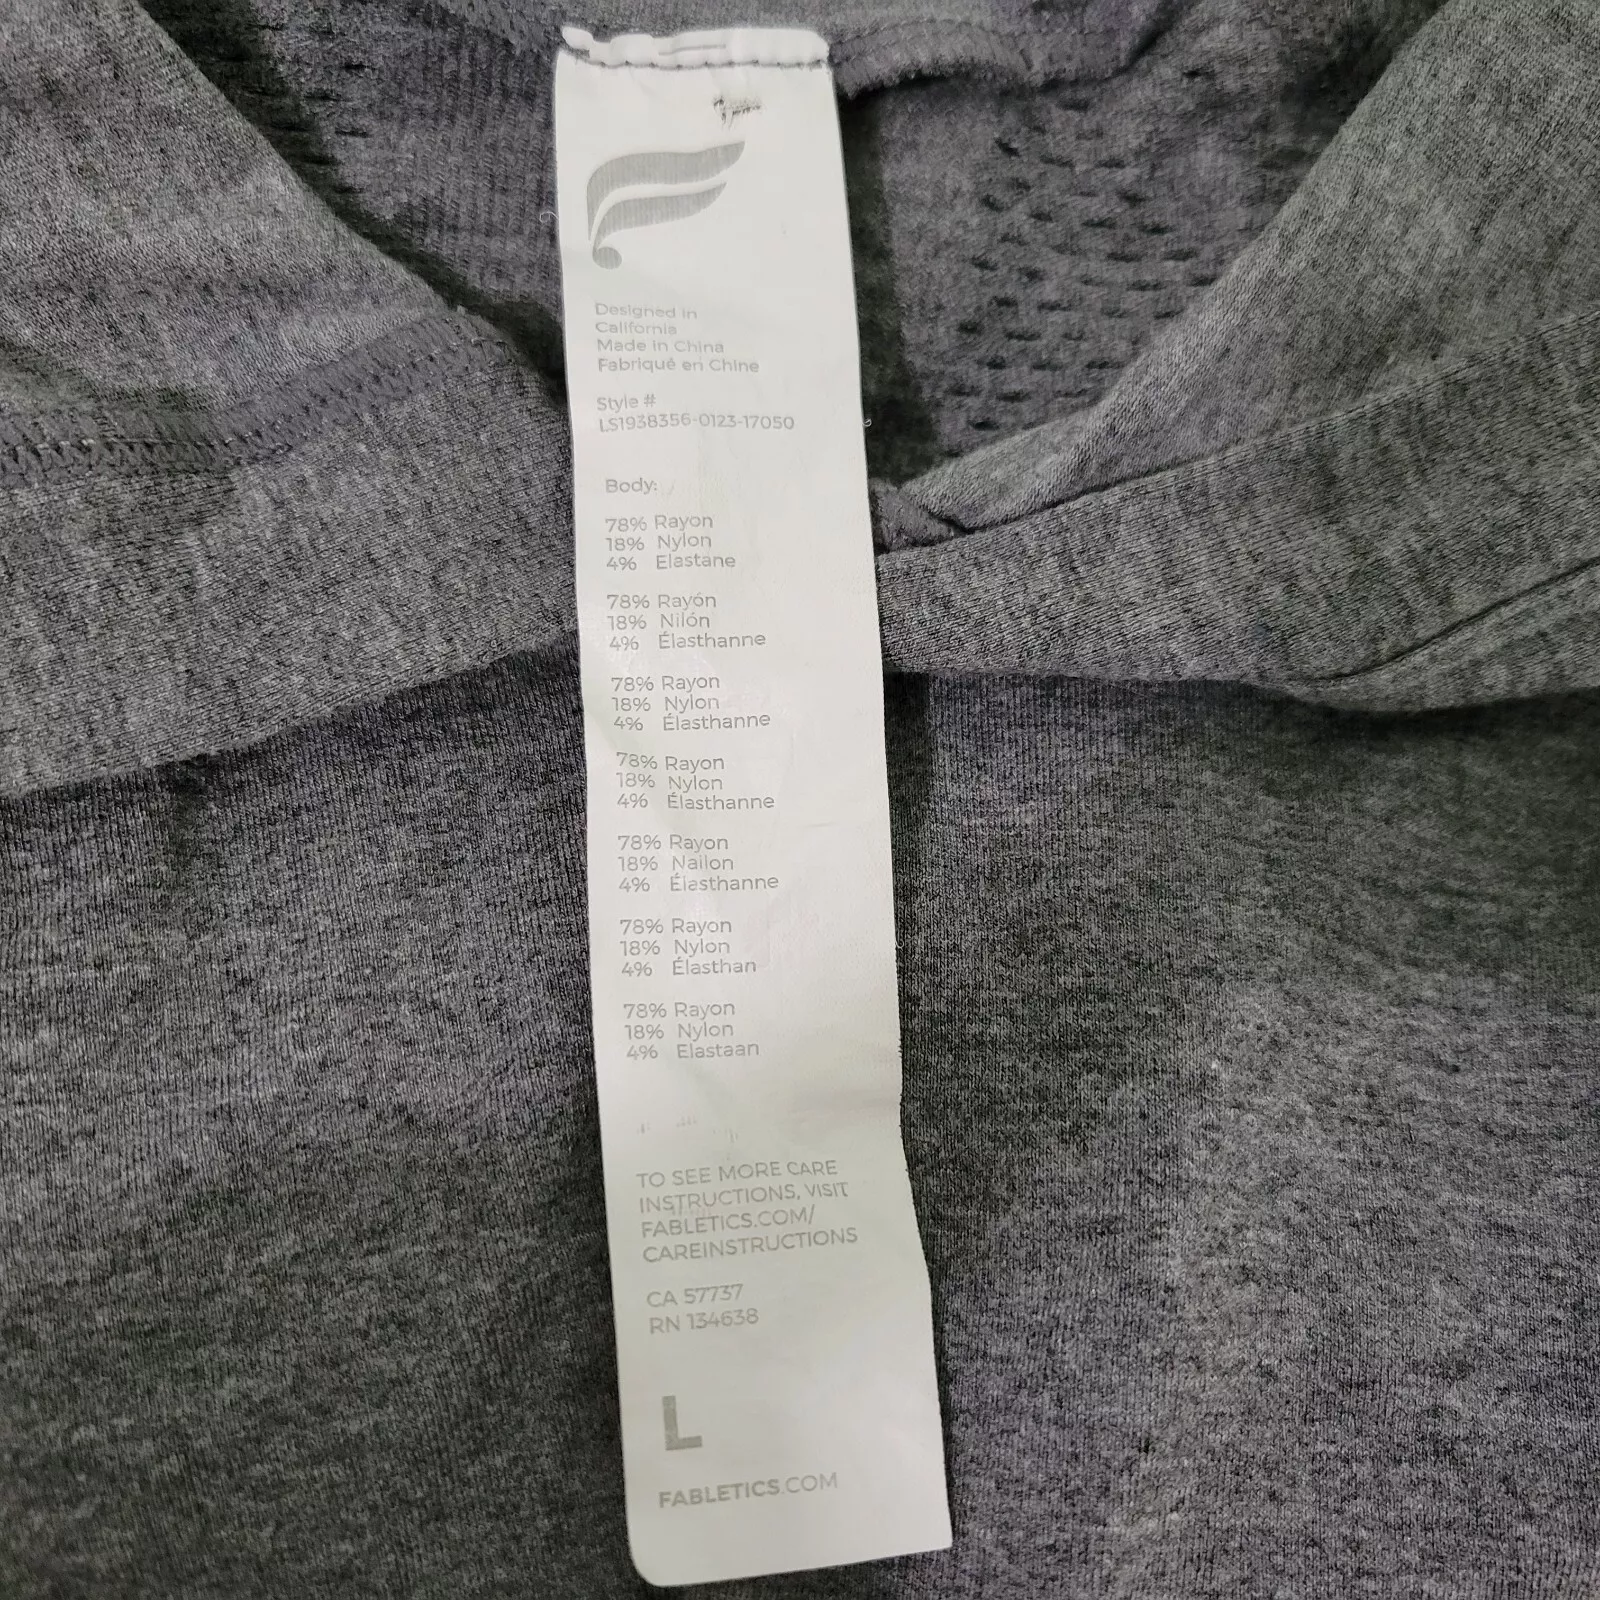 Designed in
California
Made in China
Fabriqué en Chine
Style #
LS1938356-0123-17050
Body:
78% Rayon
18% Nylon
4% Elastane
78% Rayón
18% Nilón
4% Élasthanne
78% Rayon
18% Nylon
4% Élasthanne
78% Rayon
18% Nylon
4% Élasthanne
78% Rayon
18% Nailon
4% Élasthanne
78% Rayon
18% Nylon
4% Élasthan
78% Rayon
18% Nylon
4% Elastaan
TO SEE MORE CARE
INSTRUCTIONS, VISIT
FABLETICS.COM/
CAREINSTRUCTIONS
CA 57737
RN 134638
L
FABLETICS.COM